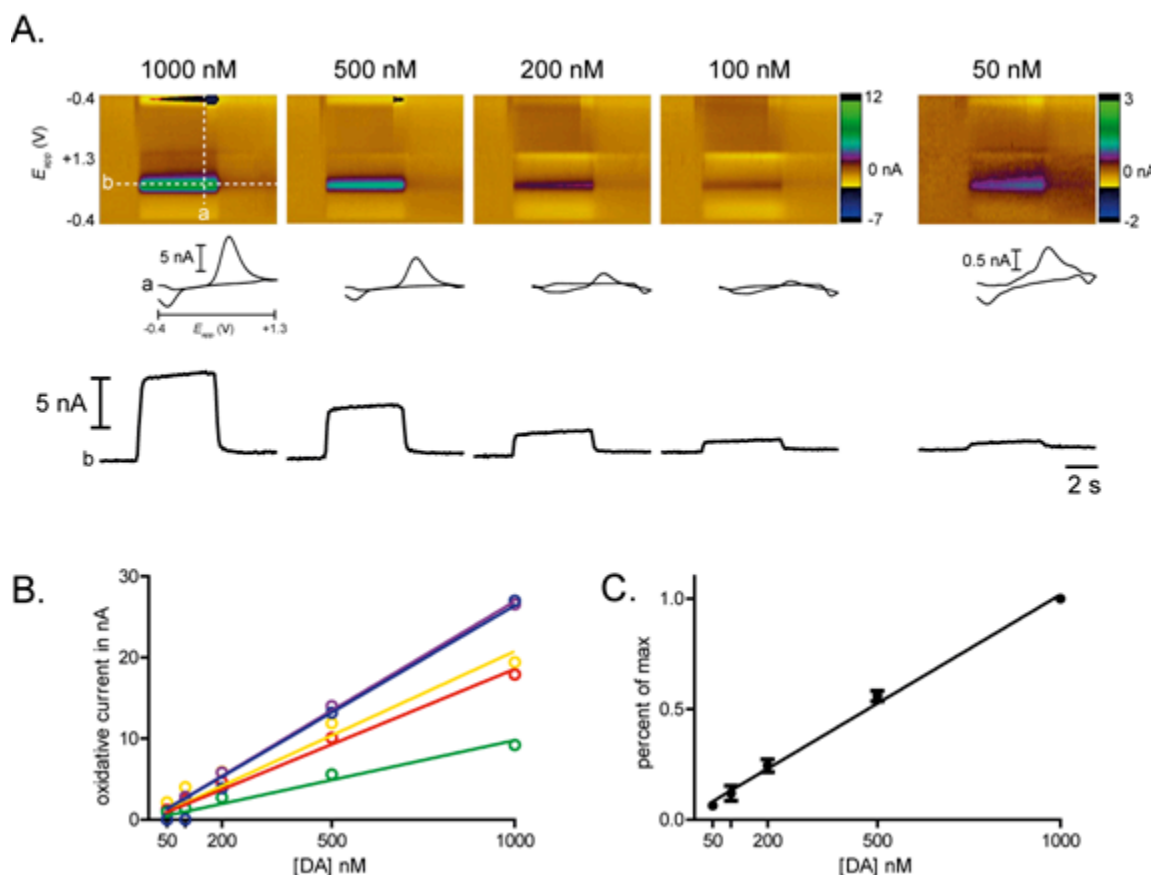 A.
1000 nM 500 nM 200 nM 100 nM 50 nM
-0.4
+1.3
-0.4
E_app (V)
b
a
12
0 nA
-7
3
0 nA
-2
5 nA
a
-0.4 E_app (V) +1.3
0.5 nA
5 nA
b
2 s
B.
30
20
10
0
oxidative current in nA
50 200 500 1000
[DA] nM
C.
1.0
0.5
0.0
percent of max
50 200 500 1000
[DA] nM